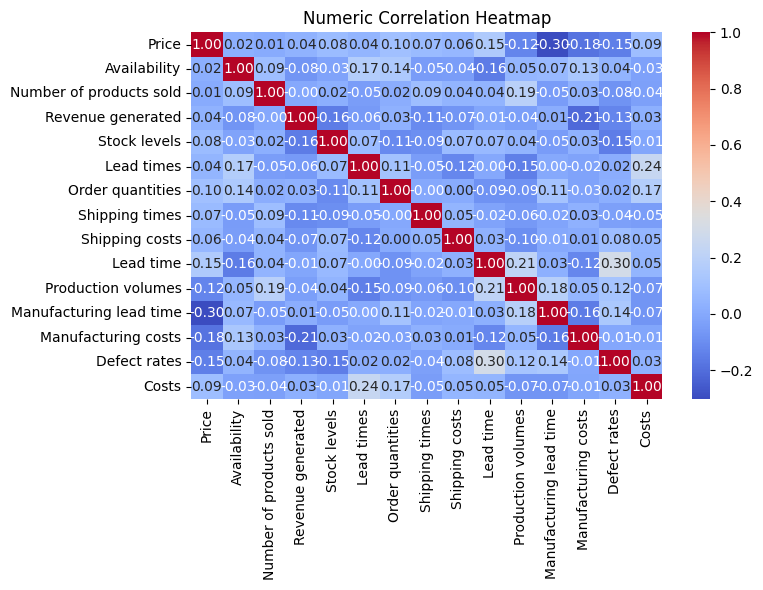 Numeric Correlation Heatmap
Price 1.00 0.02 0.01 0.04 0.08 0.04 0.10 0.07 0.06 0.15 -0.12 -0.30 -0.18 -0.15 0.09
Availability 0.02 1.00 0.09 -0.08 -0.03 0.17 0.14 -0.05 -0.04 -0.16 0.05 0.07 0.13 0.04 -0.03
Number of products sold 0.01 0.09 1.00 -0.00 0.02 -0.05 0.02 0.09 0.04 0.04 0.19 -0.05 0.03 -0.08 -0.04
Revenue generated 0.04 -0.08 -0.00 1.00 -0.16 -0.06 0.03 -0.11 -0.07 -0.01 -0.04 0.01 -0.21 -0.13 0.03
Stock levels 0.08 -0.03 0.02 -0.16 1.00 0.07 -0.11 -0.09 0.07 0.07 0.04 -0.05 0.03 -0.15 -0.01
Lead times 0.04 0.17 -0.05 -0.06 0.07 1.00 0.11 -0.05 -0.12 -0.00 -0.15 -0.00 -0.02 0.02 0.24
Order quantities 0.10 0.14 0.02 0.03 -0.11 0.11 1.00 -0.00 0.00 -0.09 -0.09 0.11 -0.03 0.02 0.17
Shipping times 0.07 -0.05 0.09 -0.11 -0.09 -0.05 -0.00 1.00 0.05 -0.02 -0.06 -0.02 0.03 -0.04 -0.05
Shipping costs 0.06 -0.04 0.04 -0.07 0.07 -0.12 0.00 0.05 1.00 0.03 -0.10 -0.01 0.01 0.08 0.05
Lead time 0.15 -0.16 0.04 -0.01 0.07 -0.00 -0.09 -0.02 0.03 1.00 0.21 0.03 -0.12 0.30 0.05
Production volumes -0.12 0.05 0.19 -0.04 0.04 -0.15 -0.09 -0.06 -0.10 0.21 1.00 0.18 0.05 0.12 -0.07
Manufacturing lead time -0.30 0.07 -0.05 0.01 -0.05 -0.00 0.11 -0.02 -0.01 0.03 0.18 1.00 -0.16 0.14 -0.07
Manufacturing costs -0.18 0.13 0.03 -0.21 0.03 -0.02 -0.03 0.03 0.01 -0.12 0.05 -0.16 1.00 -0.01 -0.01
Defect rates -0.15 0.04 -0.08 -0.13 -0.15 0.02 0.02 -0.04 0.08 0.30 0.12 0.14 -0.01 1.00 0.03
Costs 0.09 -0.03 -0.04 0.03 -0.01 0.24 0.17 -0.05 0.05 0.05 -0.07 -0.07 -0.01 0.03 1.00
Price
Availability
Number of products sold
Revenue generated
Stock levels
Lead times
Order quantities
Shipping times
Shipping costs
Lead time
Production volumes
Manufacturing lead time
Manufacturing costs
Defect rates
Costs
1.0
0.8
0.6
0.4
0.2
0.0
−0.2